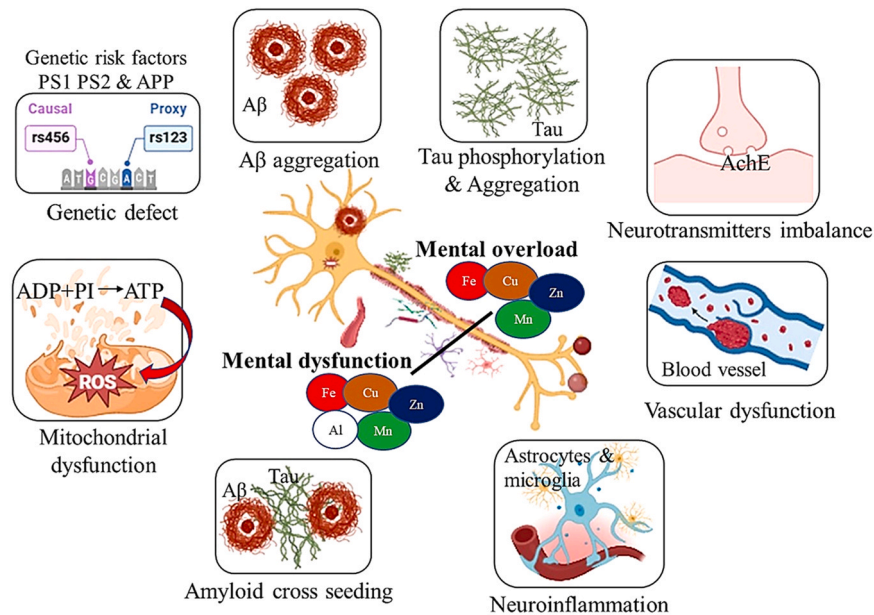 Genetic risk factors
PS1 PS2 & APP
Causal
Proxy
rs456
rs123
A T G C G A C T
Genetic defect
Aβ
Aβ aggregation
Tau
Tau phosphorylation
& Aggregation
AchE
Neurotransmitters imbalance
ADP+PI→ATP
ROS
Mitochondrial
dysfunction
Mental overload
Fe
Cu
Zn
Mn
Mental dysfunction
Fe
Cu
Zn
Al
Mn
Blood vessel
Vascular dysfunction
Aβ
Tau
Amyloid cross seeding
Astrocytes &
microglia
Neuroinflammation